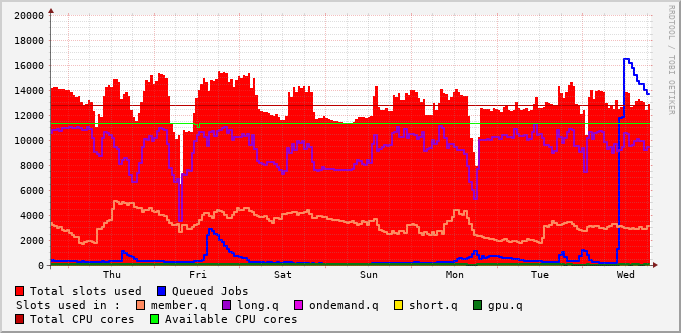 20000
18000
16000
14000
12000
10000
8000
6000
4000
2000
0
Thu Fri Sat Sun Mon Tue Wed
RRDTOOL / TOBI OETIKER
Total slots used Queued Jobs
Slots used in : member.q long.q ondemand.q short.q gpu.q
Total CPU cores Available CPU cores